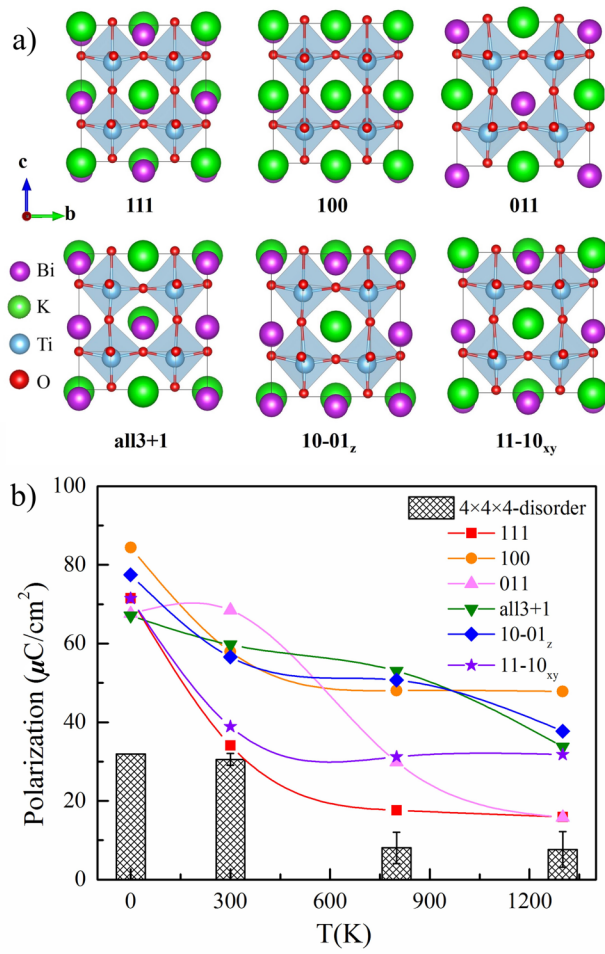 a)
111
100
011
c
b
Bi
K
Ti
O
all3+1
10-01z
11-10xy
b)
100
80
60
40
20
0
Polarization (μC/cm²)
4×4×4-disorder
111
100
011
all3+1
10-01z
11-10xy
0
300
600
900
1200
T(K)